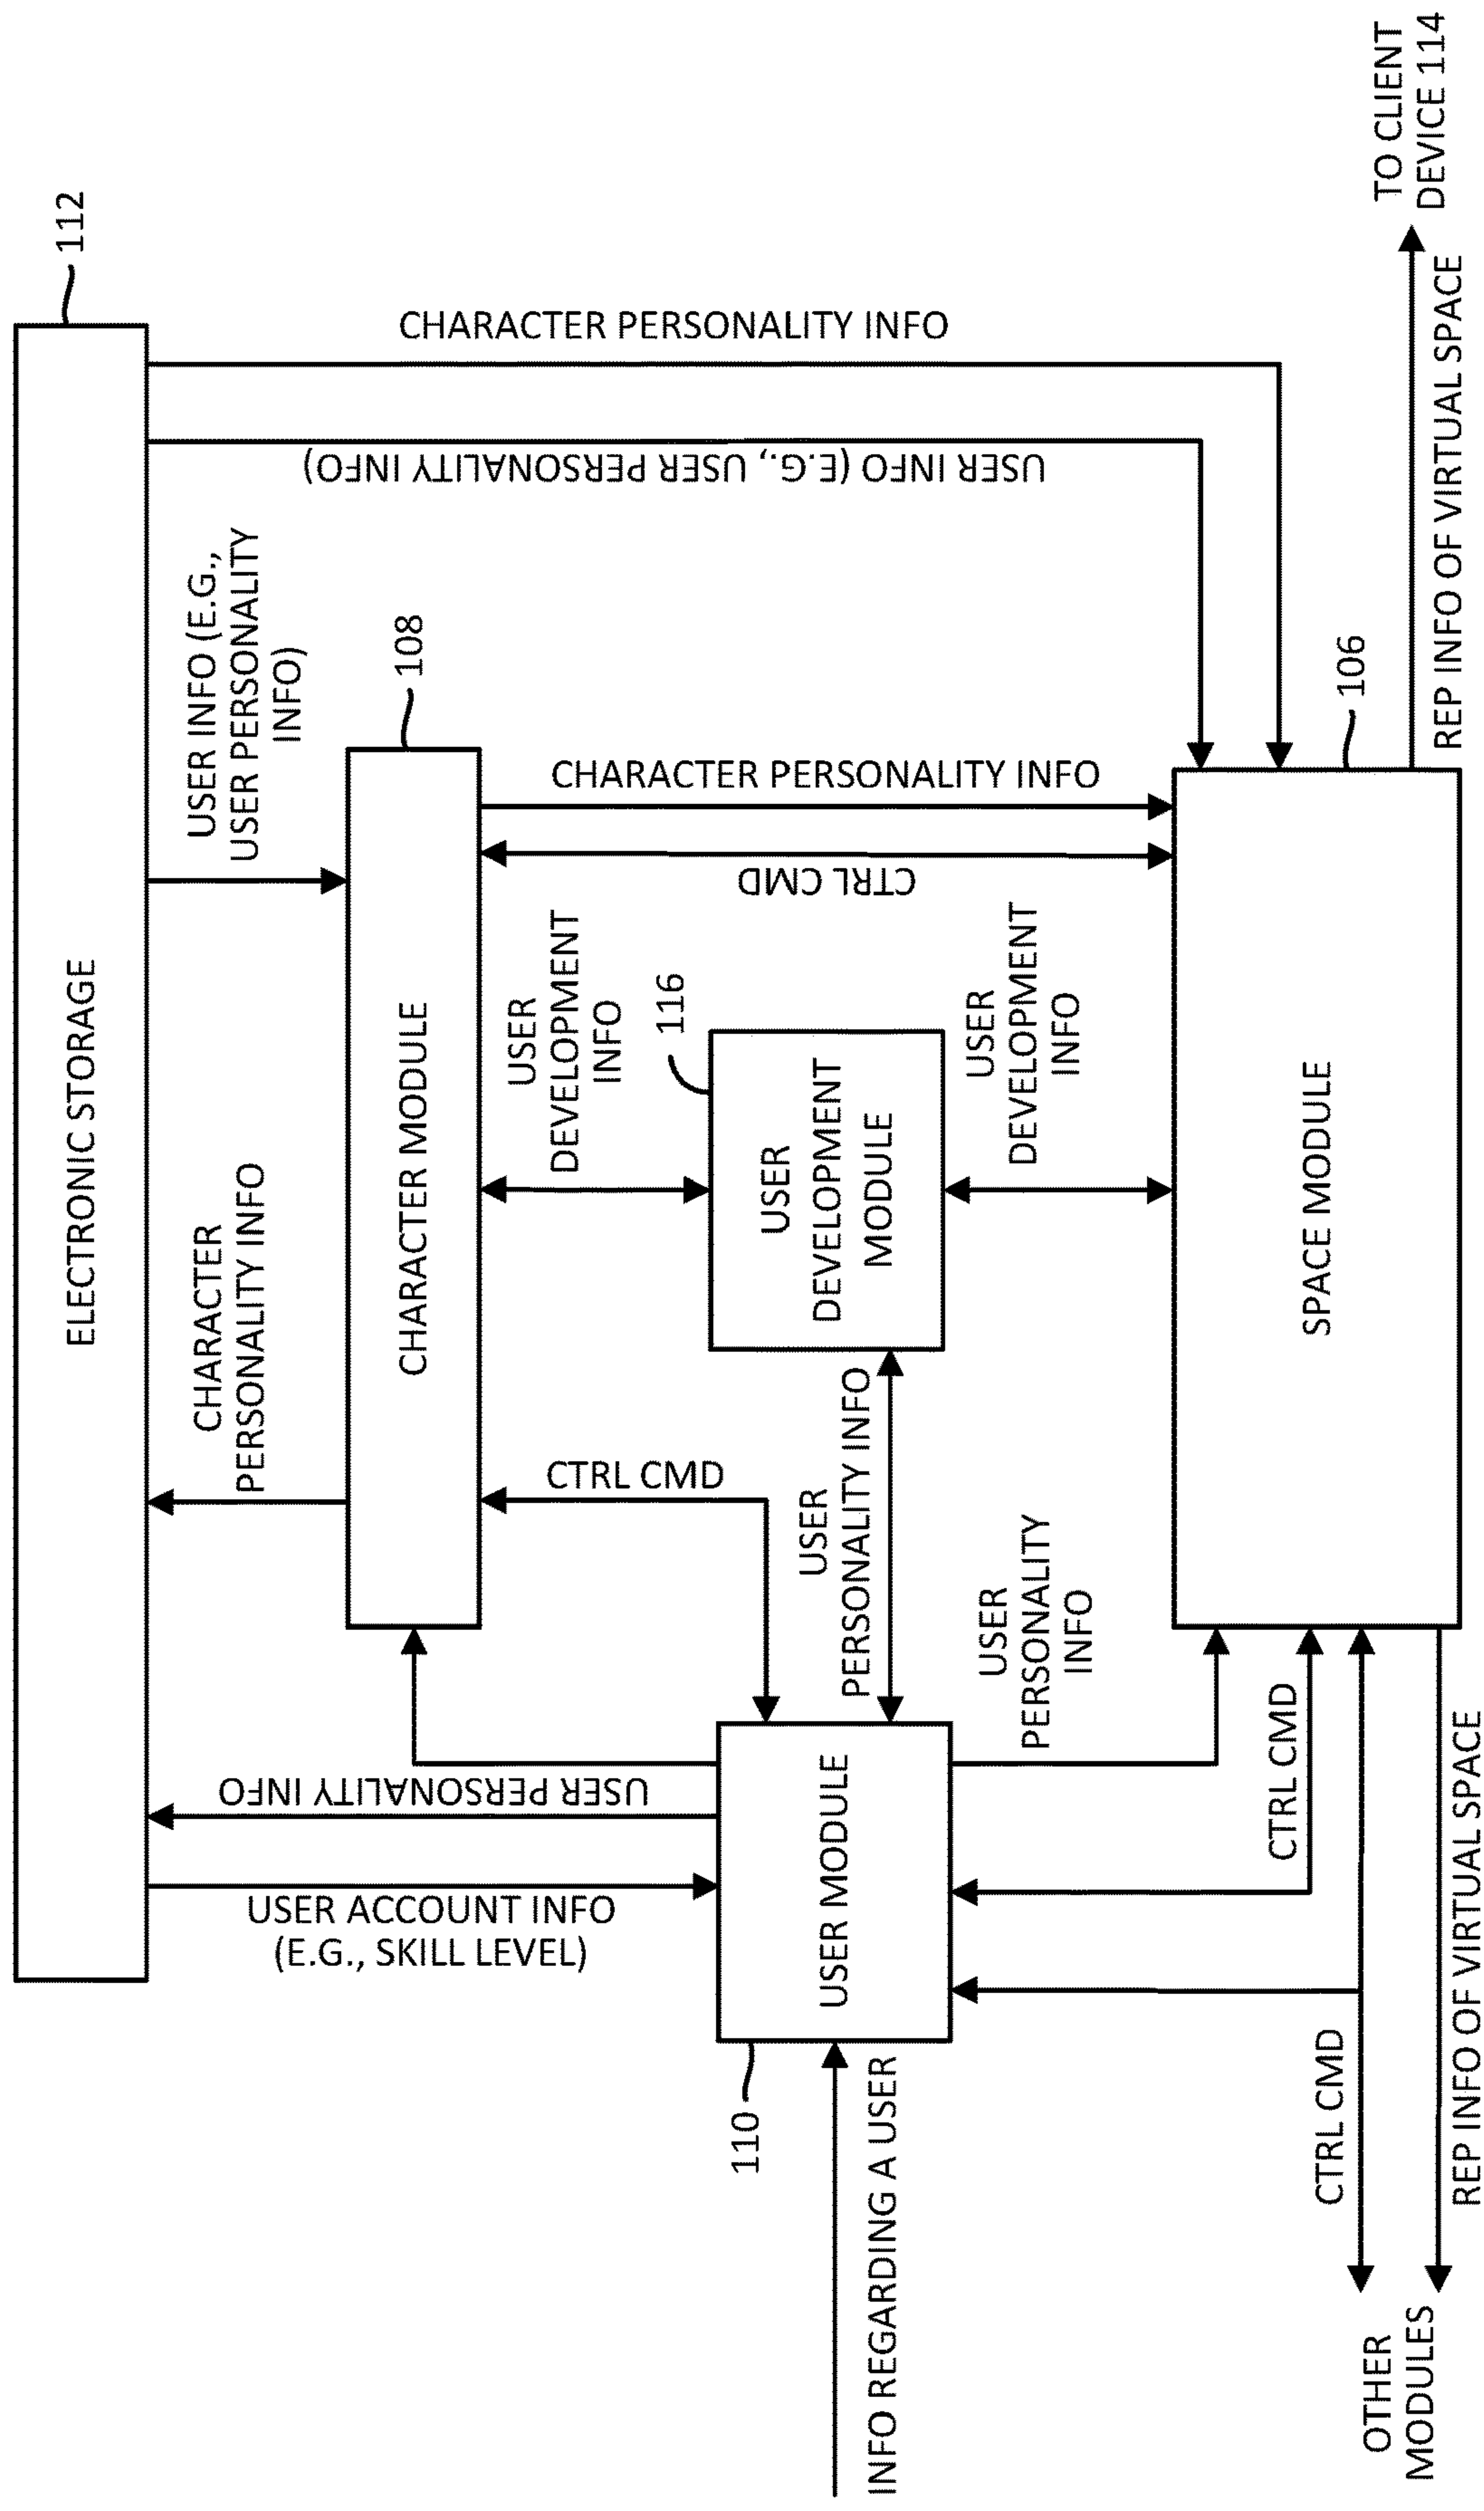 112
ELECTRONIC STORAGE
USER ACCOUNT INFO
(E.G., SKILL LEVEL)
USER PERSONALITY INFO
CHARACTER
PERSONALITY INFO
USER INFO (E.G.,
USER PERSONALITY
INFO)
CHARACTER PERSONALITY INFO
USER INFO (E.G., USER PERSONALITY INFO)
108
CHARACTER MODULE
CTRL CMD
USER
DEVELOPMENT
INFO
CHARACTER PERSONALITY INFO
CTRL CMD
116
USER
DEVELOPMENT
MODULE
USER
PERSONALITY INFO
USER
DEVELOPMENT
INFO
110
USER MODULE
INFO REGARDING A USER
USER
PERSONALITY
INFO
CTRL CMD
CTRL CMD
106
SPACE MODULE
OTHER
MODULES
REP INFO OF VIRTUAL SPACE
REP INFO OF VIRTUAL SPACE
TO CLIENT
DEVICE 114